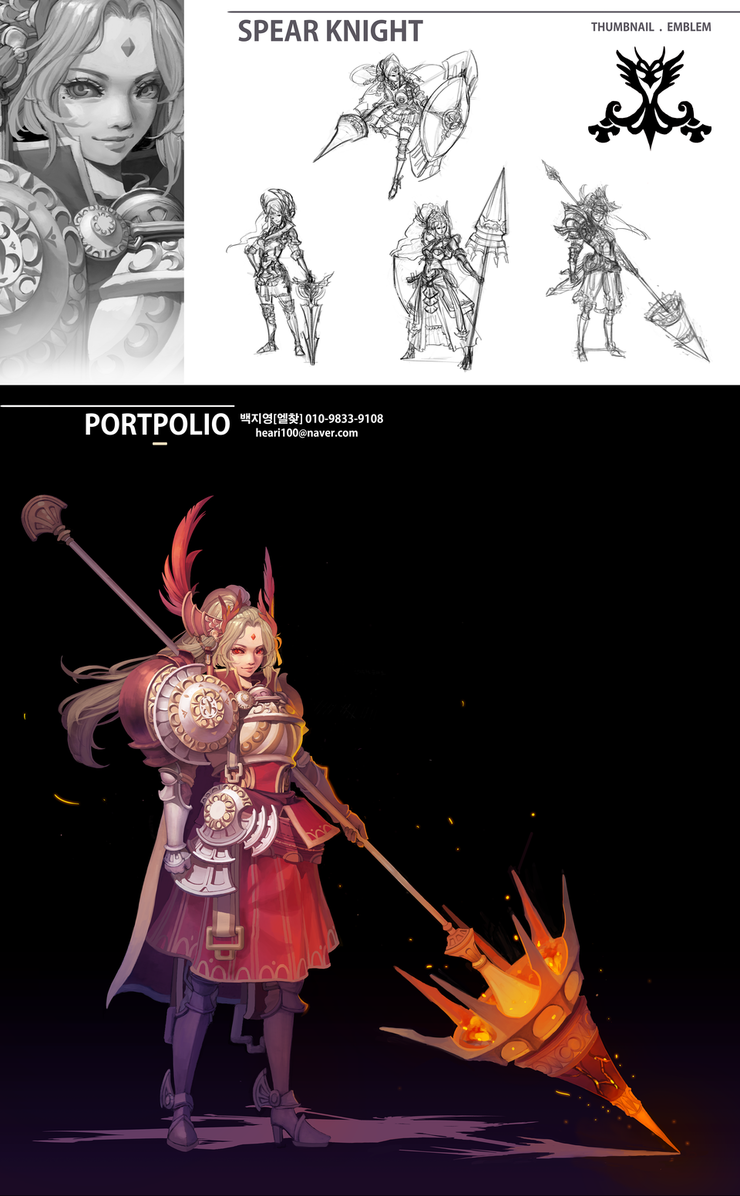 SPEAR KNIGHT
THUMBNAIL . EMBLEM
PORTPOLIO
백지영[엘찾] 010-9833-9108
heari100@naver.com